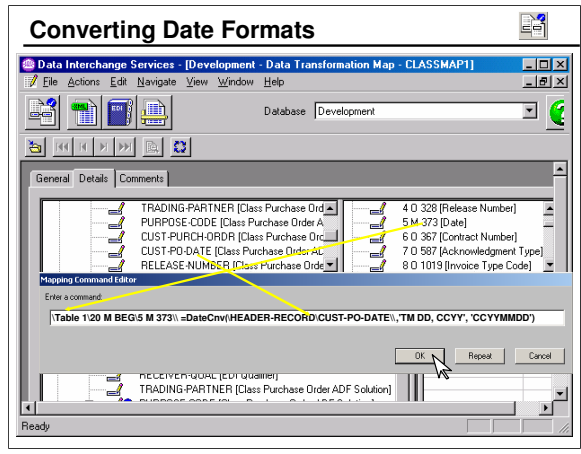 Converting Date Formats
Data Interchange Services - [Development - Data Transformation Map - CLASSMAP1]
File Actions Edit Navigate View Window Help
EDI
Database Development
General Details Comments
TRADING-PARTNER [Class Purchase Ord
PURPOSE-CODE [Class Purchase Order A
CUST-PURCH-ORDR [Class Purchase Orc
CUST-PO-DATE [Class Purchase Order AD
RELEASE-NUMBER [Class Purchase Orde
4 O 328 [Release Number]
5 M 373 [Date]
6 O 367 [Contract Number]
7 O 587 [Acknowledgment Type]
8 O 1019 [Invoice Type Code]
Mapping Command Editor
Enter a command:
\Table 1\20 M BEG\5 M 373\\ =DateCnv(\HEADER-RECORD\CUST-PO-DATE\\,'TM DD, CCYY', 'CCYYMMDD')
OK Repeat Cancel
RECEIVER-QUAL [EDI Qualifier]
TRADING-PARTNER [Class Purchase Order ADF Solution]
Ready